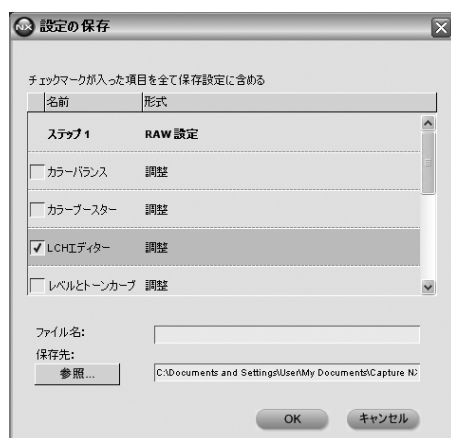 NX 設定の保存
チェックマークが入った項目を全て保存設定に含める
名前 形式
ステップ1 RAW 設定
カラーバランス 調整
カラーブースター 調整
LCHエディター 調整
レベルとトーンカーブ 調整
ファイル名:
保存先:
参照... C:\Documents and Settings\User\My Documents\Capture N
OK キャンセル